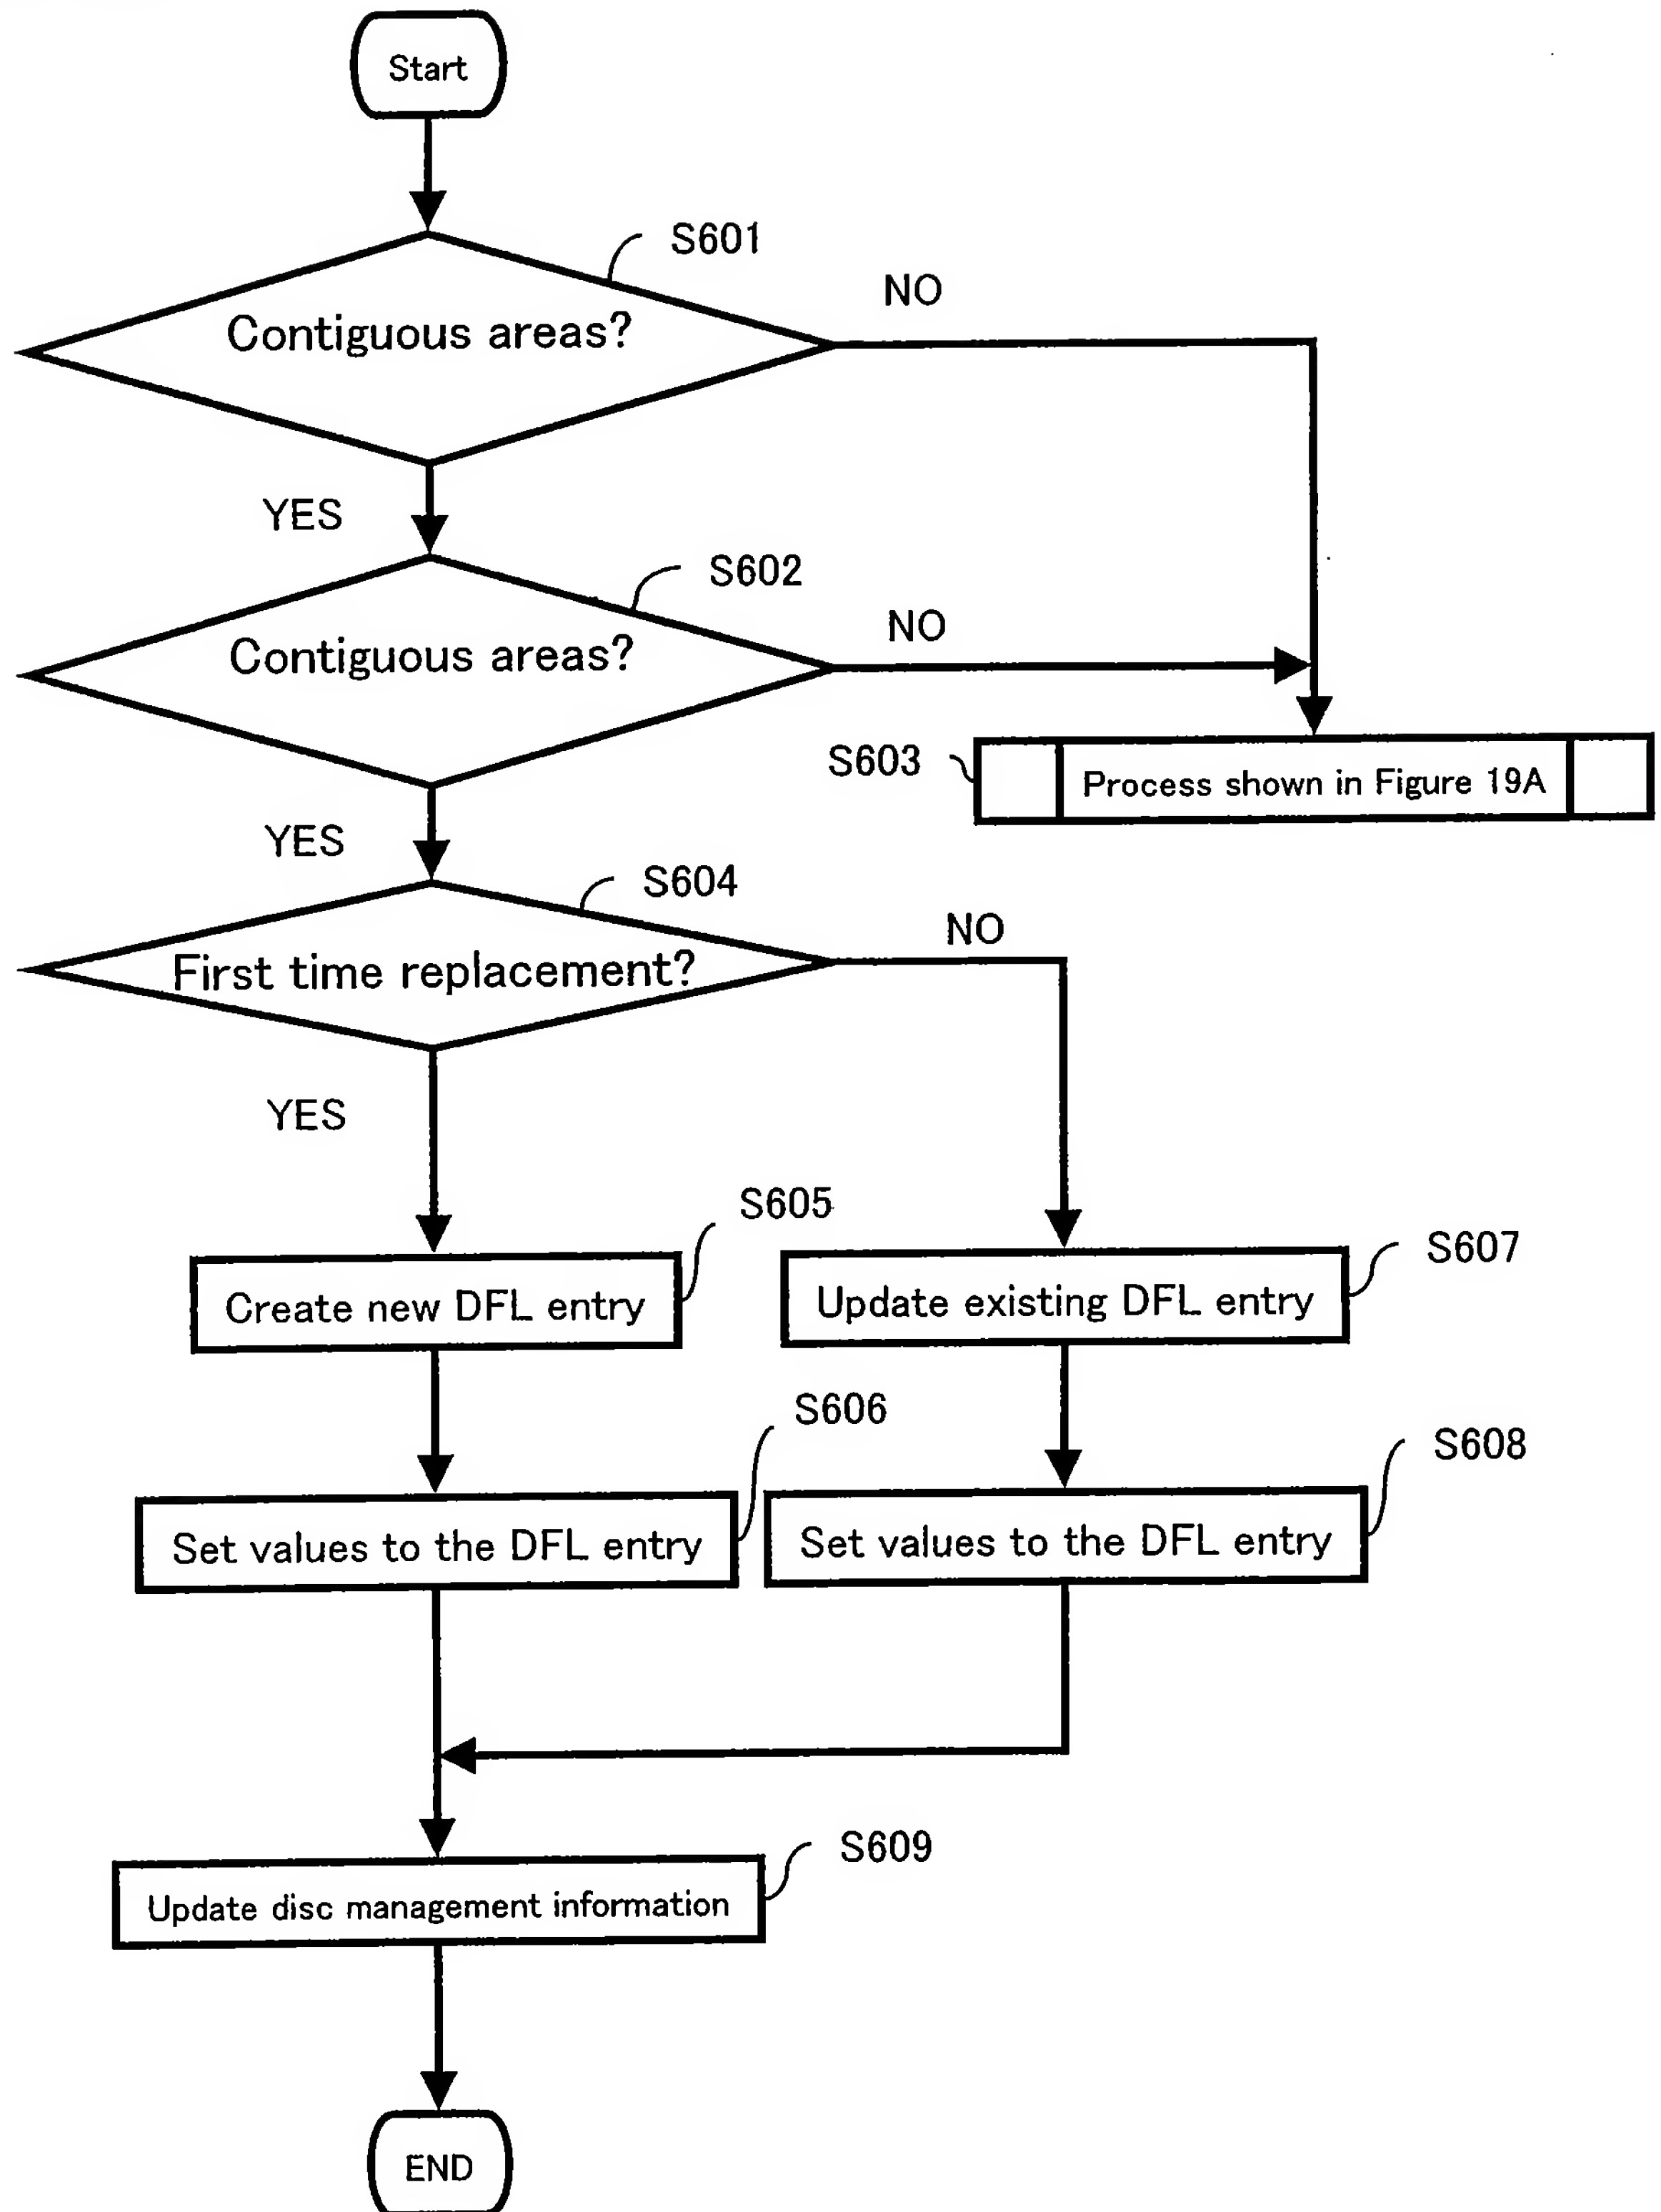 Start
S601
NO
Contiguous areas?
YES
S602
NO
Contiguous areas?
S603
Process shown in Figure 19A
YES
S604
NO
First time replacement?
YES
S605
S607
Create new DFL entry
Update existing DFL entry
S606
S608
Set values to the DFL entry
Set values to the DFL entry
S609
Update disc management information
END